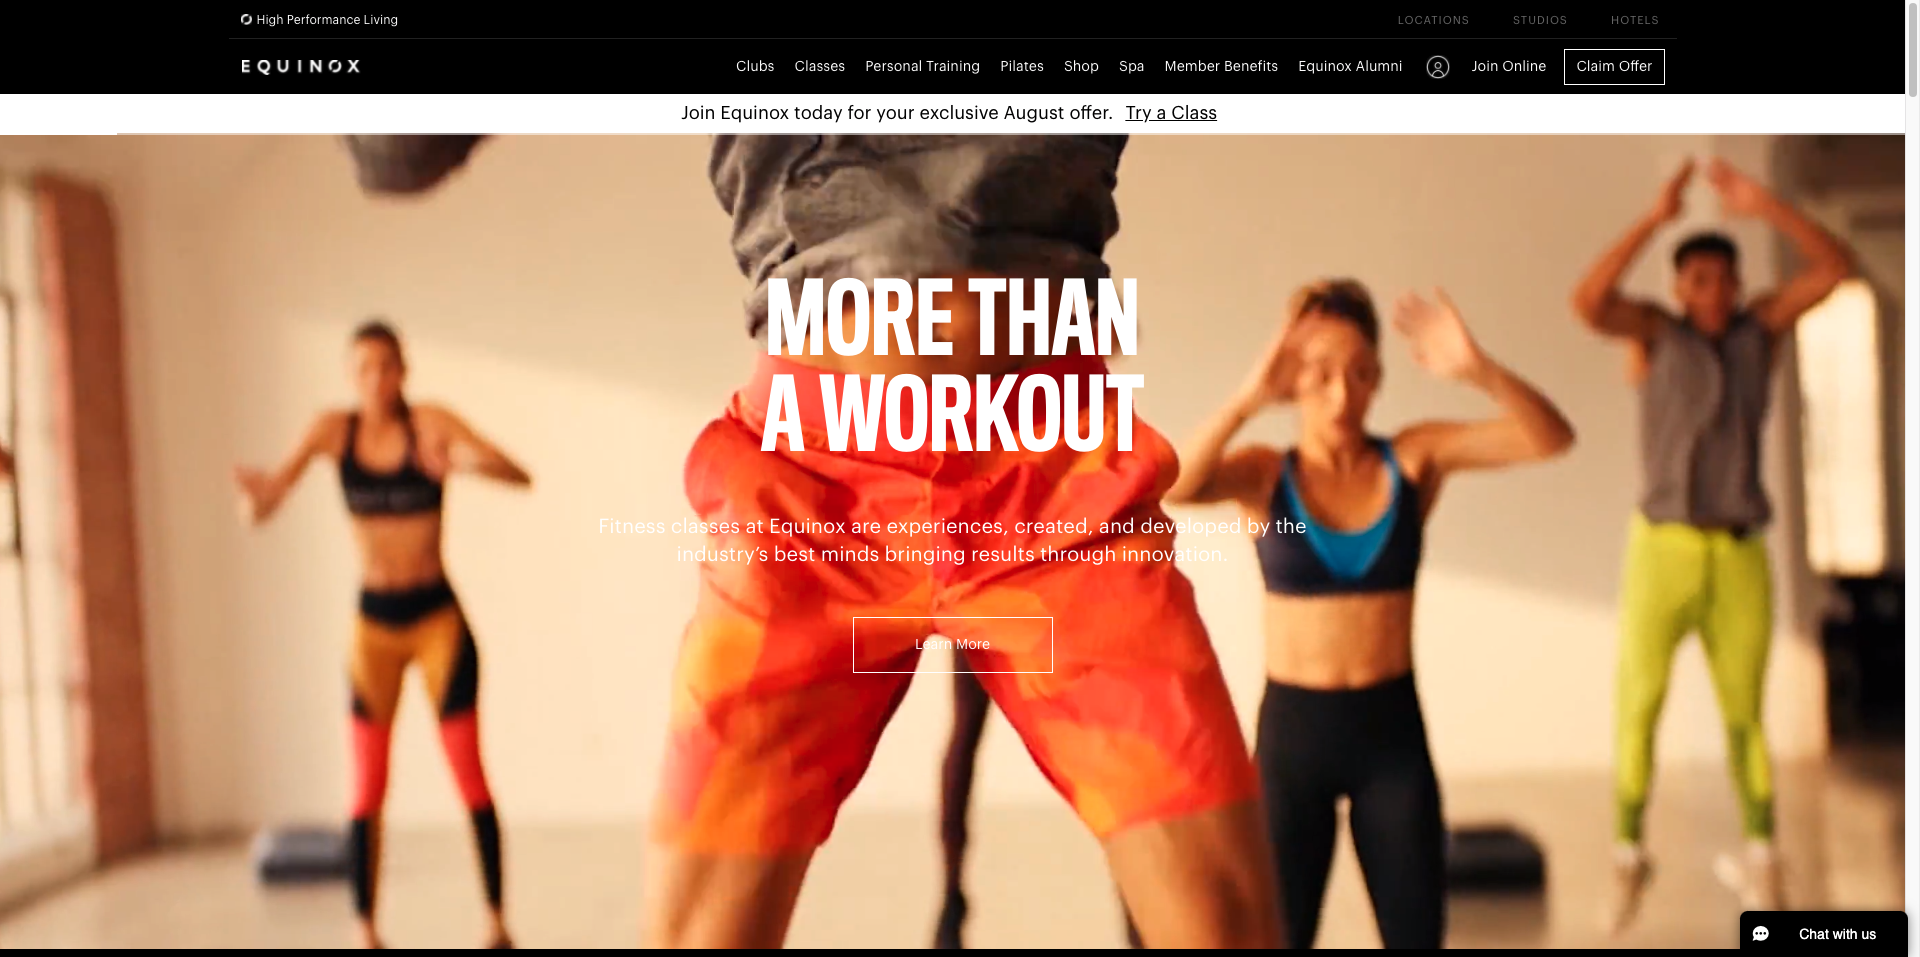 High Performance Living
LOCATIONS STUDIOS HOTELS
EQUINOX
Clubs Classes Personal Training Pilates Shop Spa Member Benefits Equinox Alumni Join Online Claim Offer
Join Equinox today for your exclusive August offer. Try a Class
MORE THAN
A WORKOUT
Fitness classes at Equinox are experiences, created, and developed by the
industry’s best minds bringing results through innovation.
Learn More
Chat with us